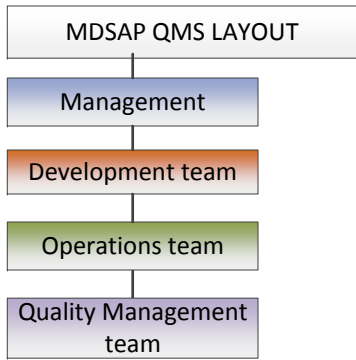 MDSAP QMS LAYOUT
Management
Development team
Operations team
Quality Management
team